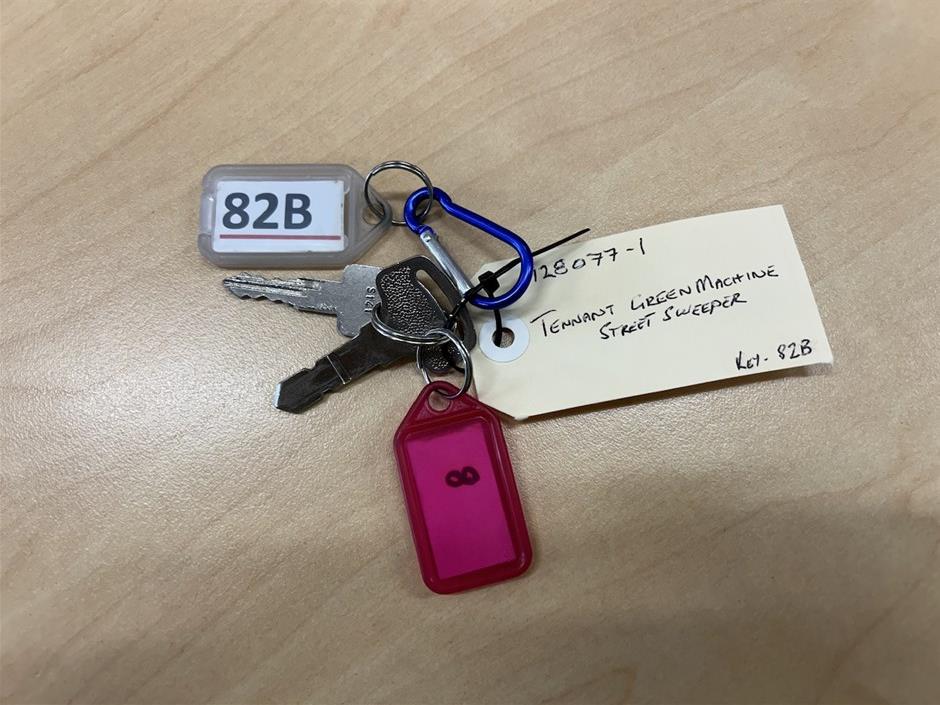 82B
128077-1
TENNANT GREEN MACHINE
STREET SWEEPER
KEY - 82B
8